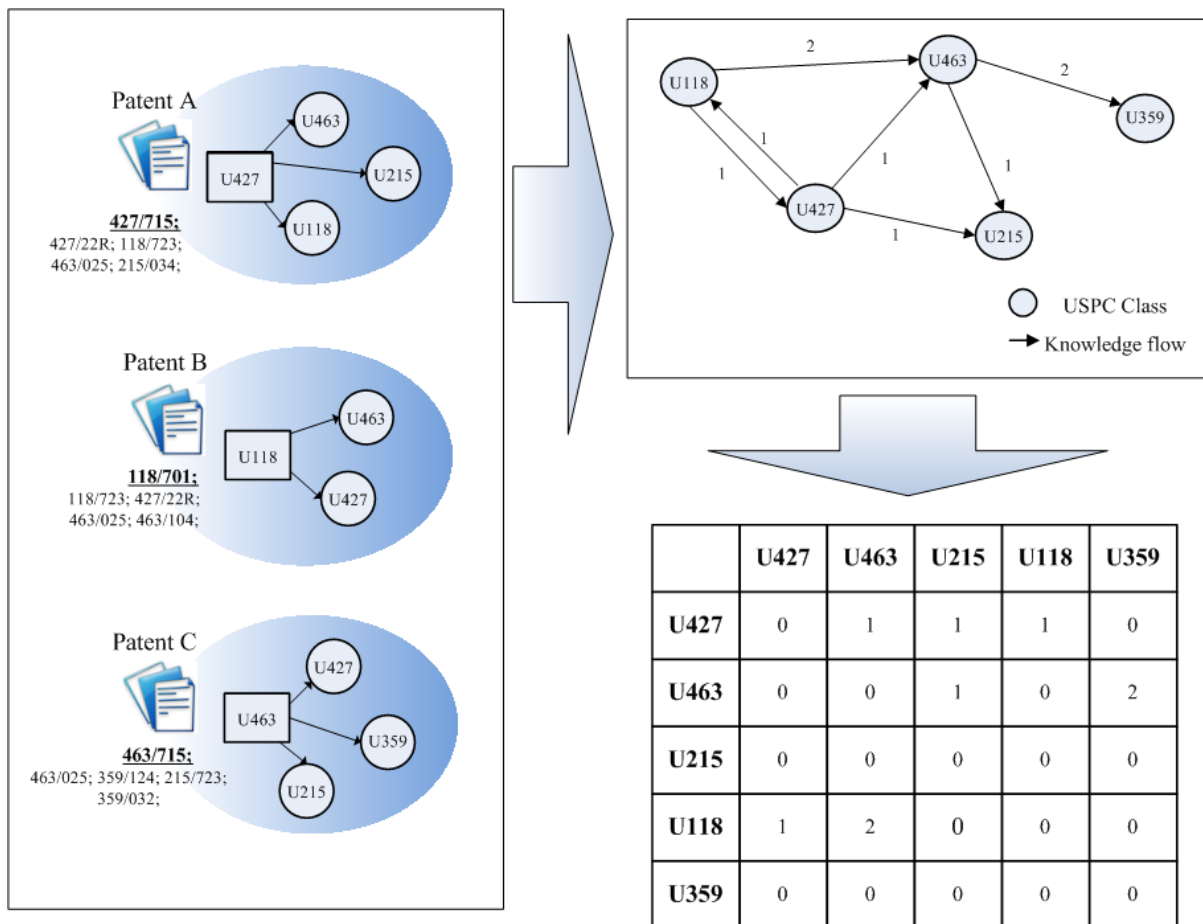 Patent A
U463
U427
U215
U118
427/715;
427/22R; 118/723;
463/025; 215/034;
Patent B
U463
U118
U427
118/701;
118/723; 427/22R;
463/025; 463/104;
Patent C
U427
U463
U359
U215
463/715;
463/025; 359/124; 215/723;
359/032;
2
U463
U118
2
U359
1
1
1
1
U427
1
U215
USPC Class
Knowledge flow
U427 U463 U215 U118 U359
U427 0 1 1 1 0
U463 0 0 1 0 2
U215 0 0 0 0 0
U118 1 2 0 0 0
U359 0 0 0 0 0